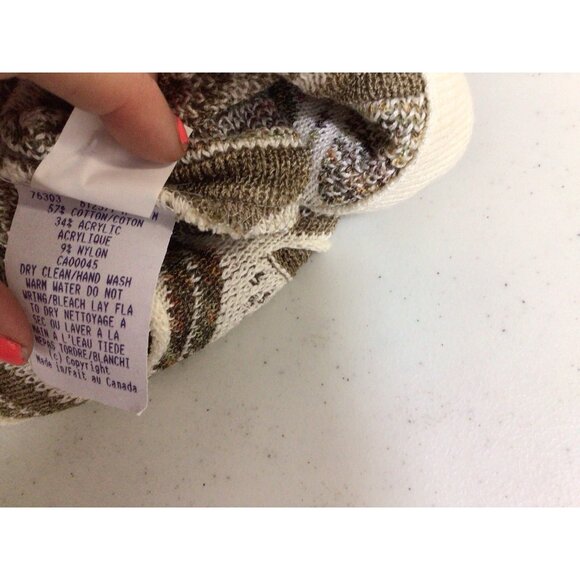 76303 M
57% COTTON/COTON
34% ACRYLIC
ACRYLIQUE
9% NYLON
CA00045
DRY CLEAN/HAND WASH
WARM WATER DO NOT
WRING/BLEACH LAY FLA
TO DRY NETTOYAGE A
SEC OU LAVER A LA
MAIN A L'EAU TIEDE
NEPAS TORDRE/BLANCHI
(c) Copyright
Made in/Fait au Canada